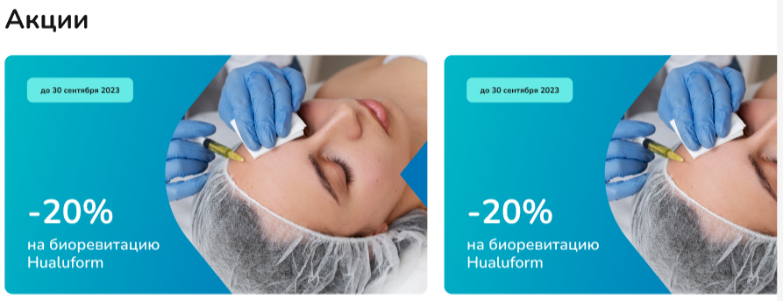 Акции
до 30 сентября 2023
-20%
на биоревитацию
Hualuform
до 30 сентября 2023
-20%
на биоревитацию
Hualuform